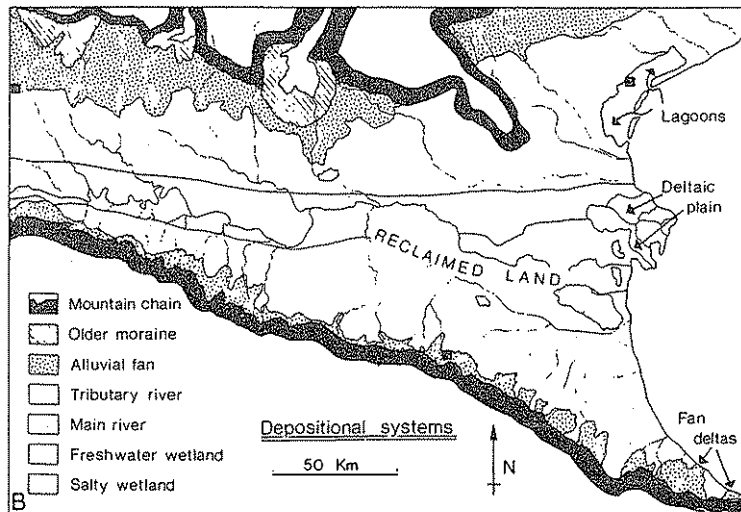 Lagoons
Deltaic
plain
RECLAIMED LAND
Mountain chain
Older moraine
Alluvial fan
Tributary river
Main river
Freshwater wetland
Salty wetland
Depositional systems
50 Km
N
Fan
deltas
B